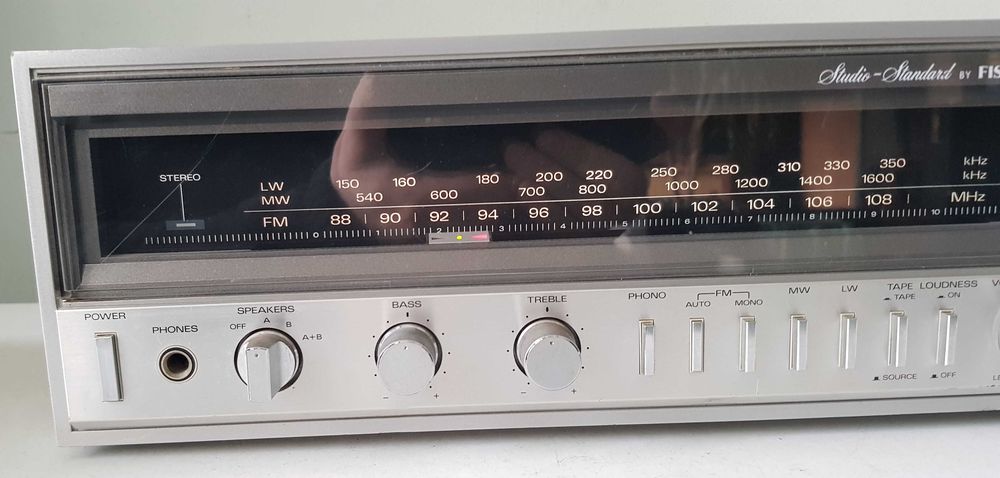 Studio-Standard BY FIS
STEREO
LW 150 160 180 200 220 250 280 310 330 350 kHz
MW 540 600 700 800 1000 1200 1400 1600 kHz
FM 88 90 92 94 96 98 100 102 104 106 108 MHz
0 1 2 3 4 5 6 7 8 9 10
POWER
PHONES
SPEAKERS
OFF A B A+B
BASS
- +
TREBLE
- +
PHONO
FM
AUTO MONO
MW
LW
TAPE
TAPE
SOURCE
LOUDNESS
ON
OFF